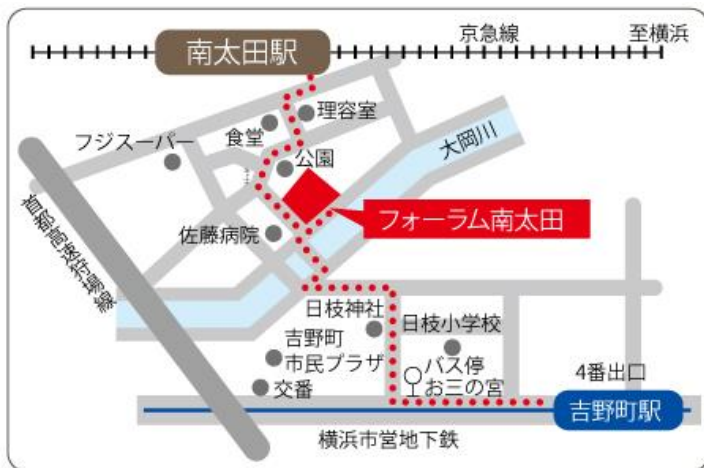 京急線
至横浜
南太田駅
理容室
食堂
フジスーパー
公園
大岡川
フォーラム南太田
佐藤病院
首都高速狩場線
日枝神社
日枝小学校
吉野町
市民プラザ
バス停
お三の宮
4番出口
交番
吉野町駅
横浜市営地下鉄